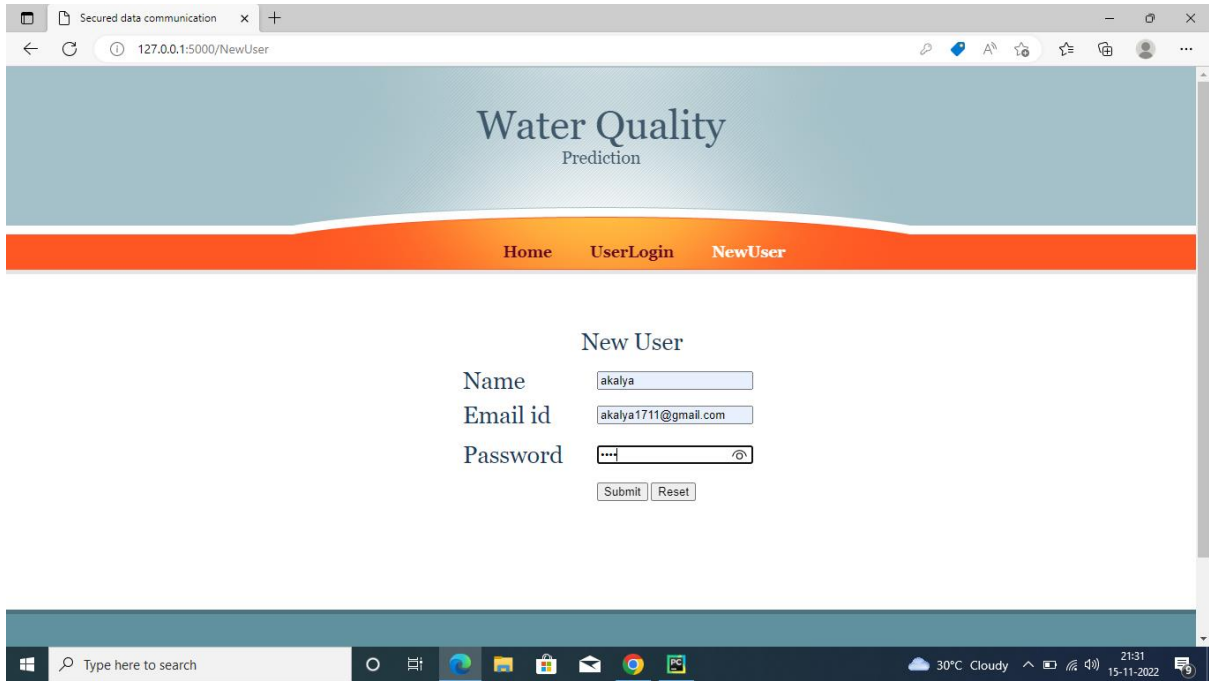 Secured data communication
127.0.0.1:5000/NewUser
Water Quality
Prediction
Home UserLogin NewUser
New User
Name akalya
Email id akalya1711@gmail.com
Password ••••
Submit Reset
Type here to search
30°C Cloudy
21:31
15-11-2022